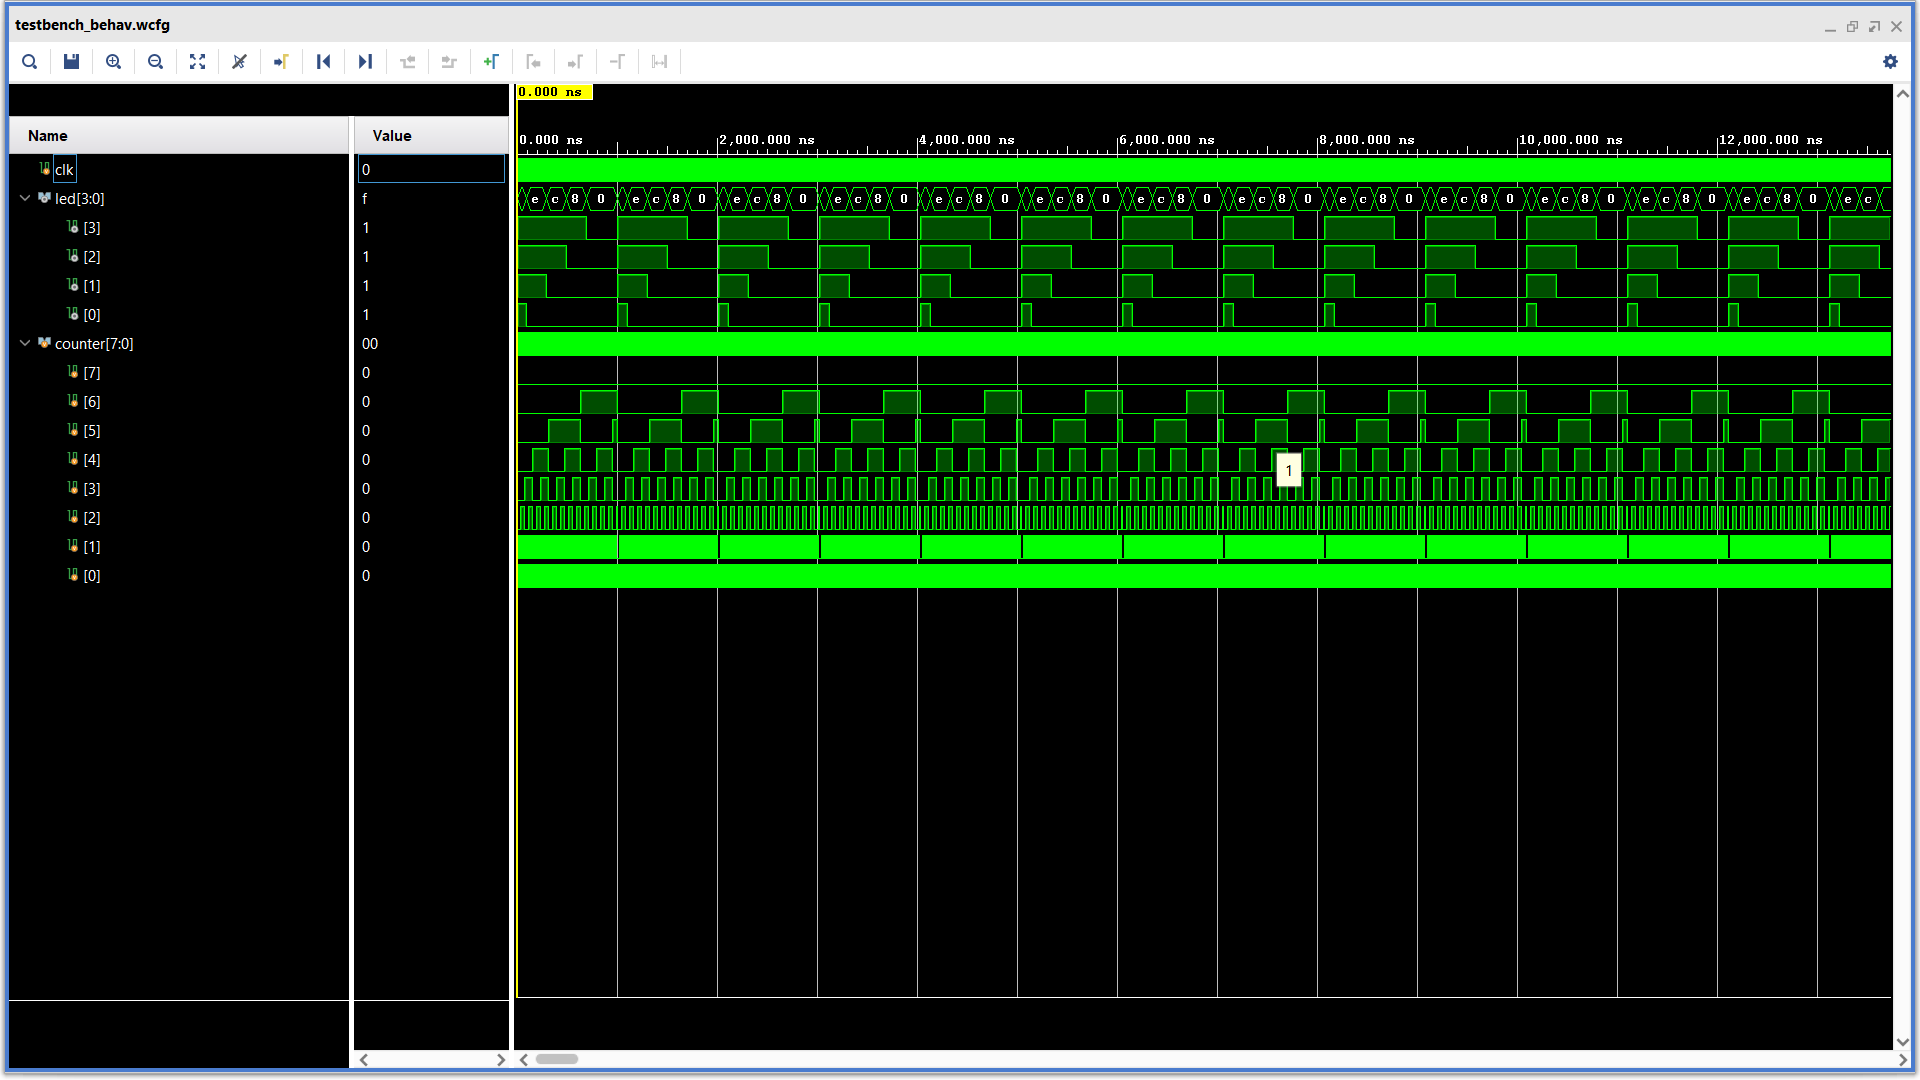 testbench_behav.wcfg
0.000 ns
Name Value
0.000 ns 2,000.000 ns 4,000.000 ns 6,000.000 ns 8,000.000 ns 10,000.000 ns 12,000.000 ns
clk 0
led[3:0] f e c 8 0 e c 8 0 e c 8 0 e c 8 0 e c 8 0 e c 8 0 e c 8 0 e c 8 0 e c 8 0 e c 8 0 e c 8 0 e c 8 0 e c 8 0 e c
[3] 1
[2] 1
[1] 1
[0] 1
counter[7:0] 00
[7] 0
[6] 0
[5] 0
[4] 0 1
[3] 0
[2] 0
[1] 0
[0] 0